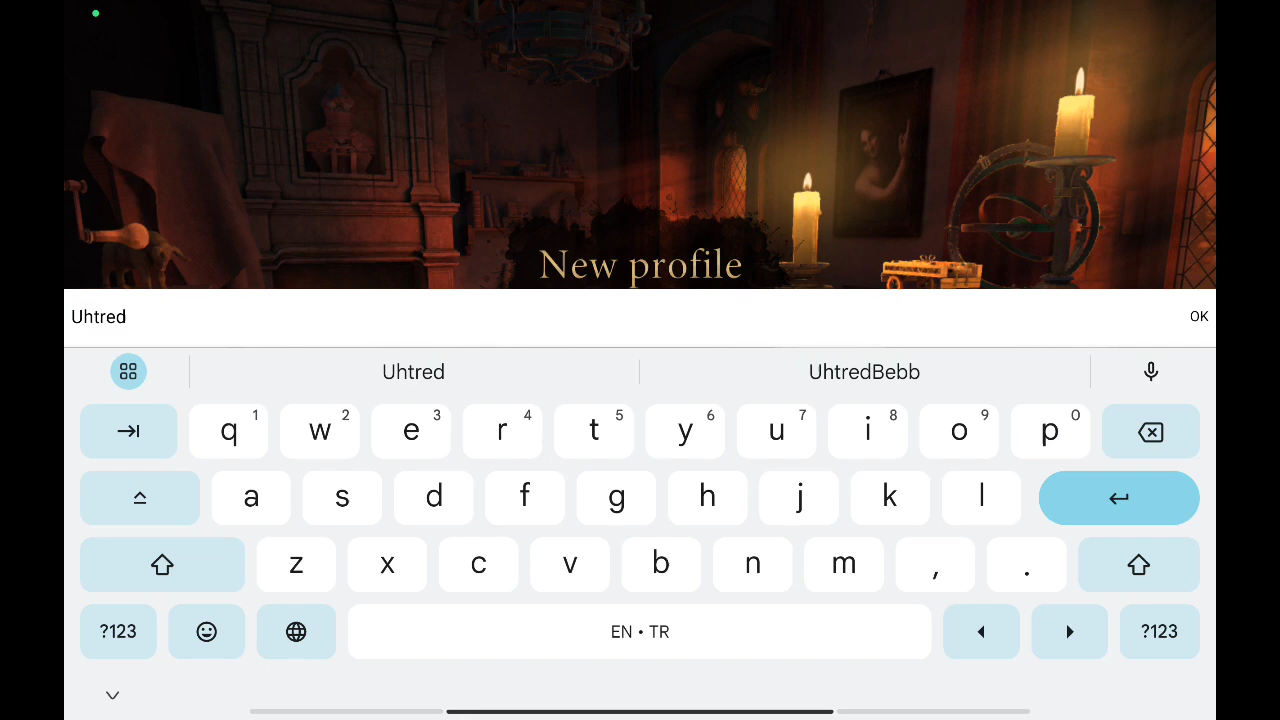 New profile
Uhtred OK
Uhtred UhtredBebb
q 1 w 2 e 3 r 4 t 5 y 6 u 7 i 8 o 9 p 0
a s d f g h j k l
z x c v b n m , .
?123 EN • TR ?123